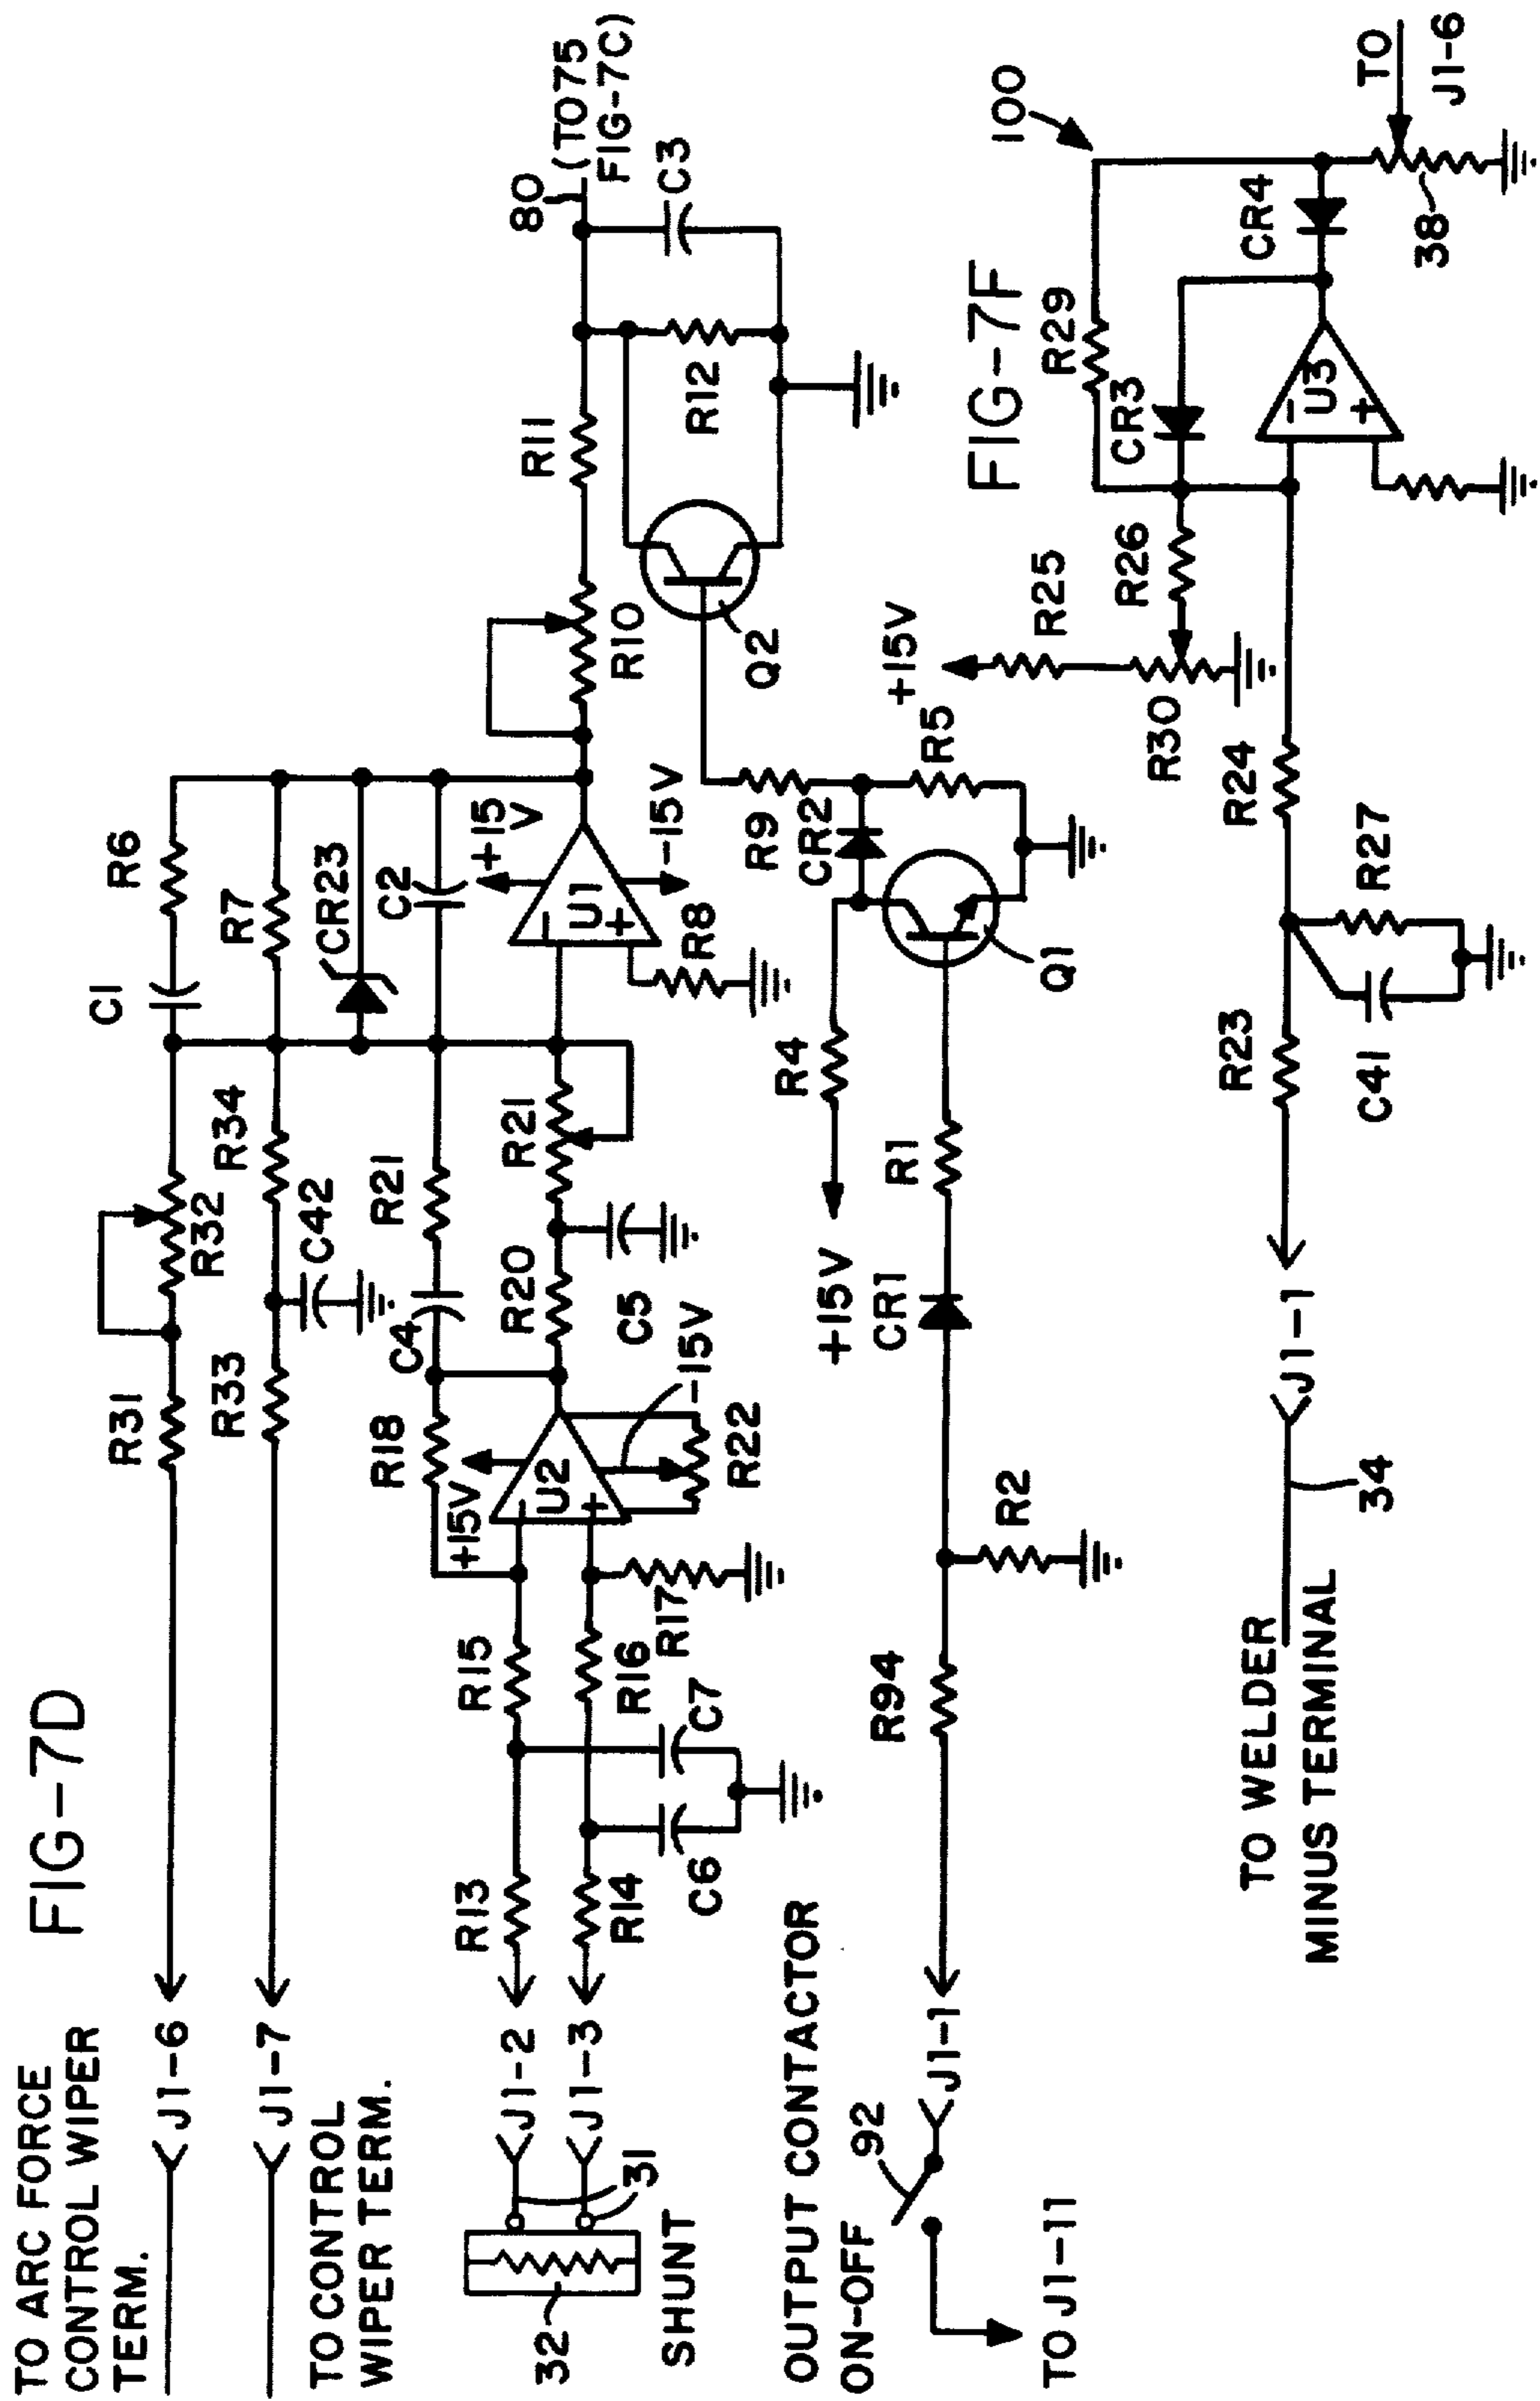 FIG-7D
TO ARC FORCE
CONTROL WIPER
TERM.
J1-6
R31
R32
C1
R6
J1-7
TO CONTROL
WIPER TERM.
R33
C42
R34
R7
CR23
C2
R18
C4
R21
+15V
U2
-15V
R22
R20
C5
R21
+15
V
U1
-15V
R8
R10
R11
80
(TO 75
FIG-7C)
C3
R12
Q2
SHUNT
32
31
J1-2
J1-3
R13
R14
C6
C7
R15
R16
R17
OUTPUT CONTACTOR
ON-OFF
92
TO J1-11
J1-1
R94
R2
CR1
R1
+15V
R4
Q1
CR2
R9
R5
FIG-7F
100
TO WELDER
MINUS TERMINAL
34
J1-1
R23
C41
R27
R24
R30
+15V
R25
R26
CR3
R29
U3
CR4
38
TO
J1-6